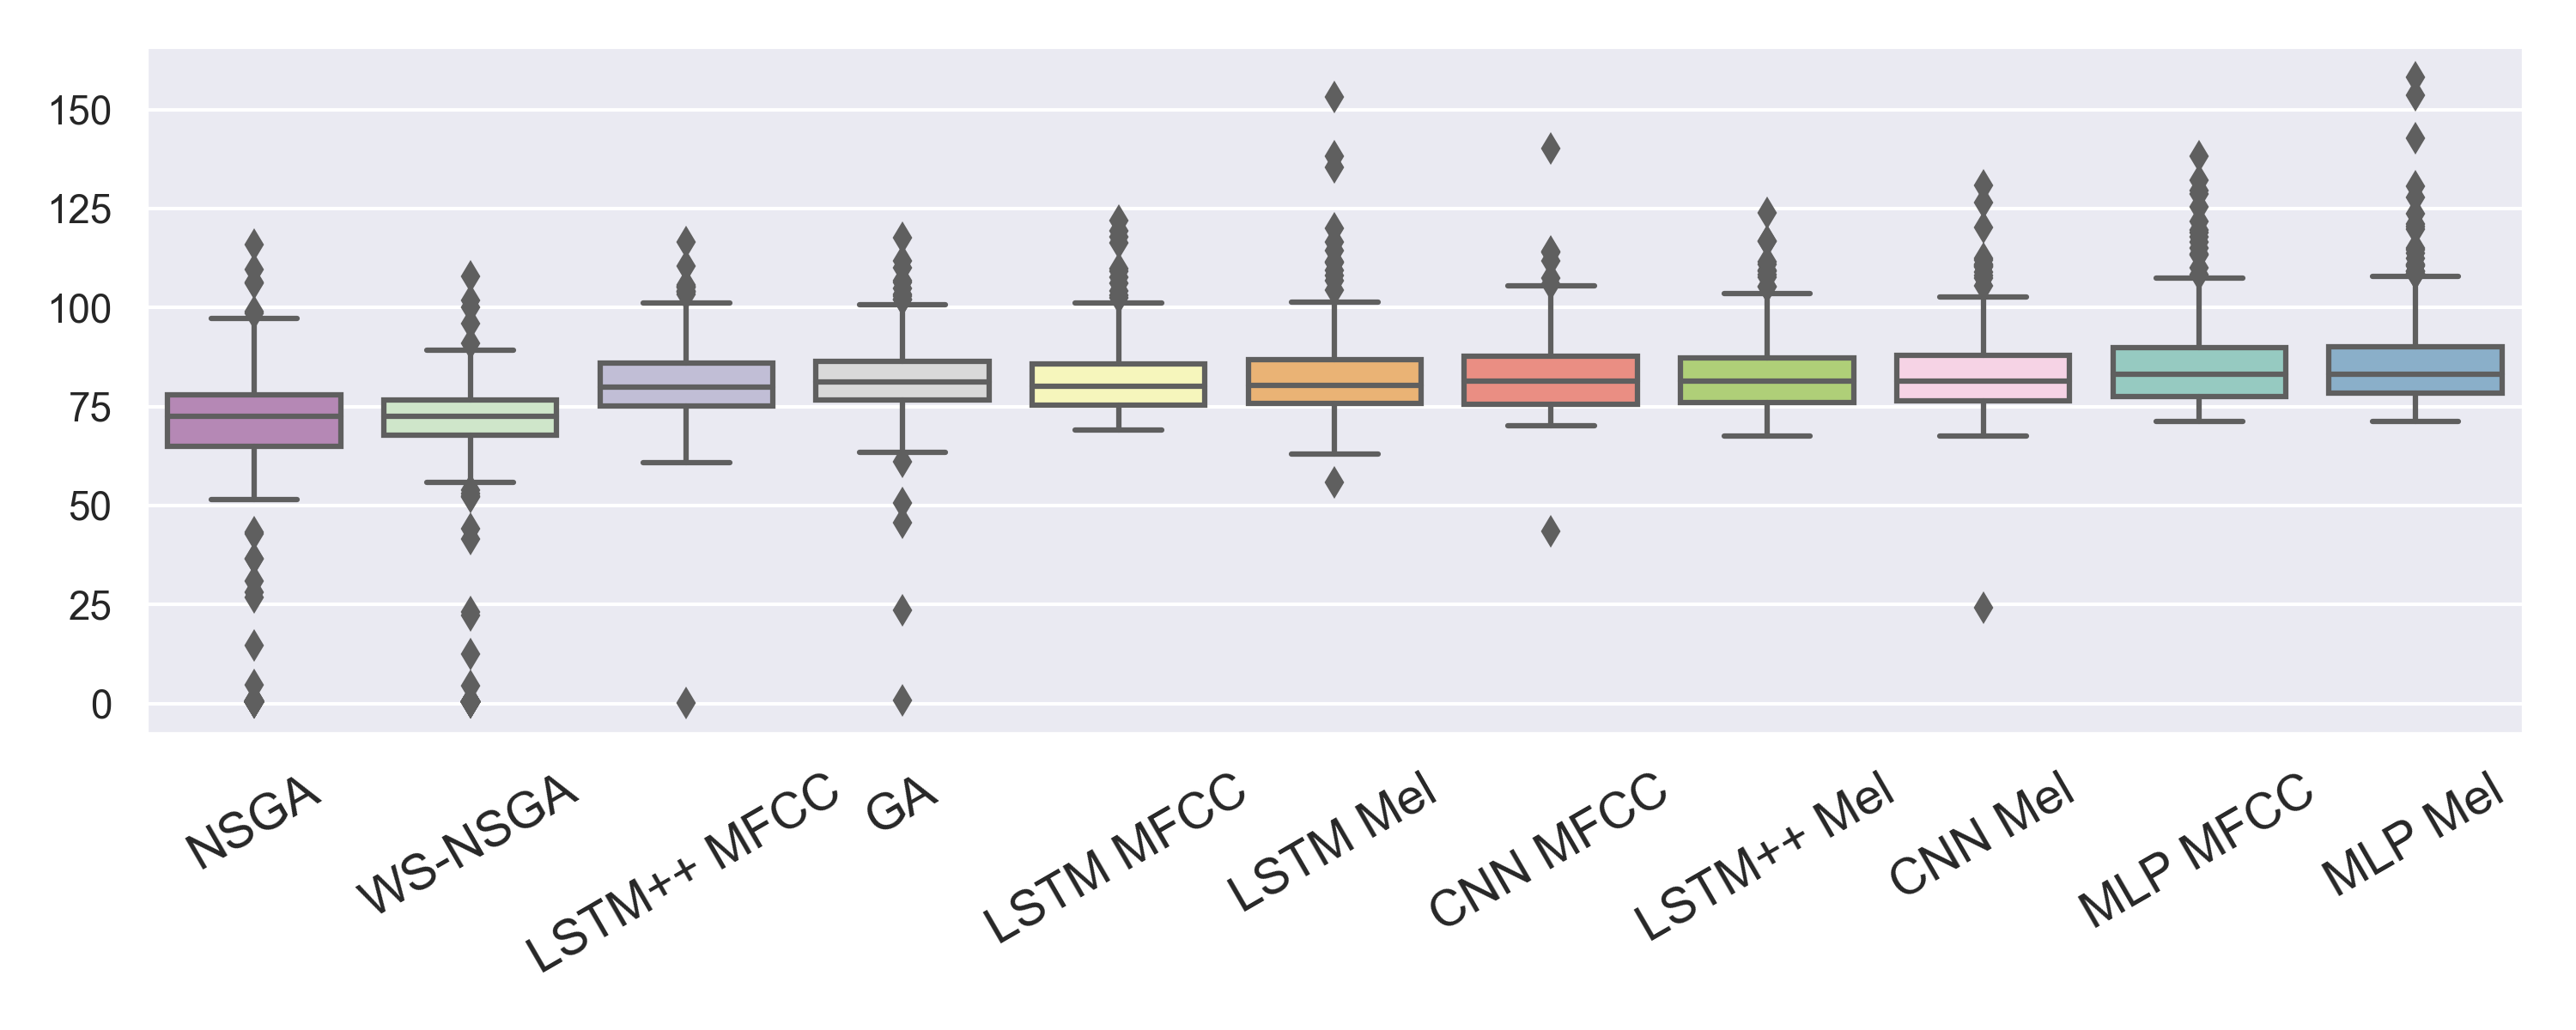 150
125
100
75
50
25
0
NSGA
WS-NSGA
LSTM++ MFCC
GA
LSTM MFCC
LSTM Mel
CNN MFCC
LSTM++ Mel
CNN Mel
MLP MFCC
MLP Mel